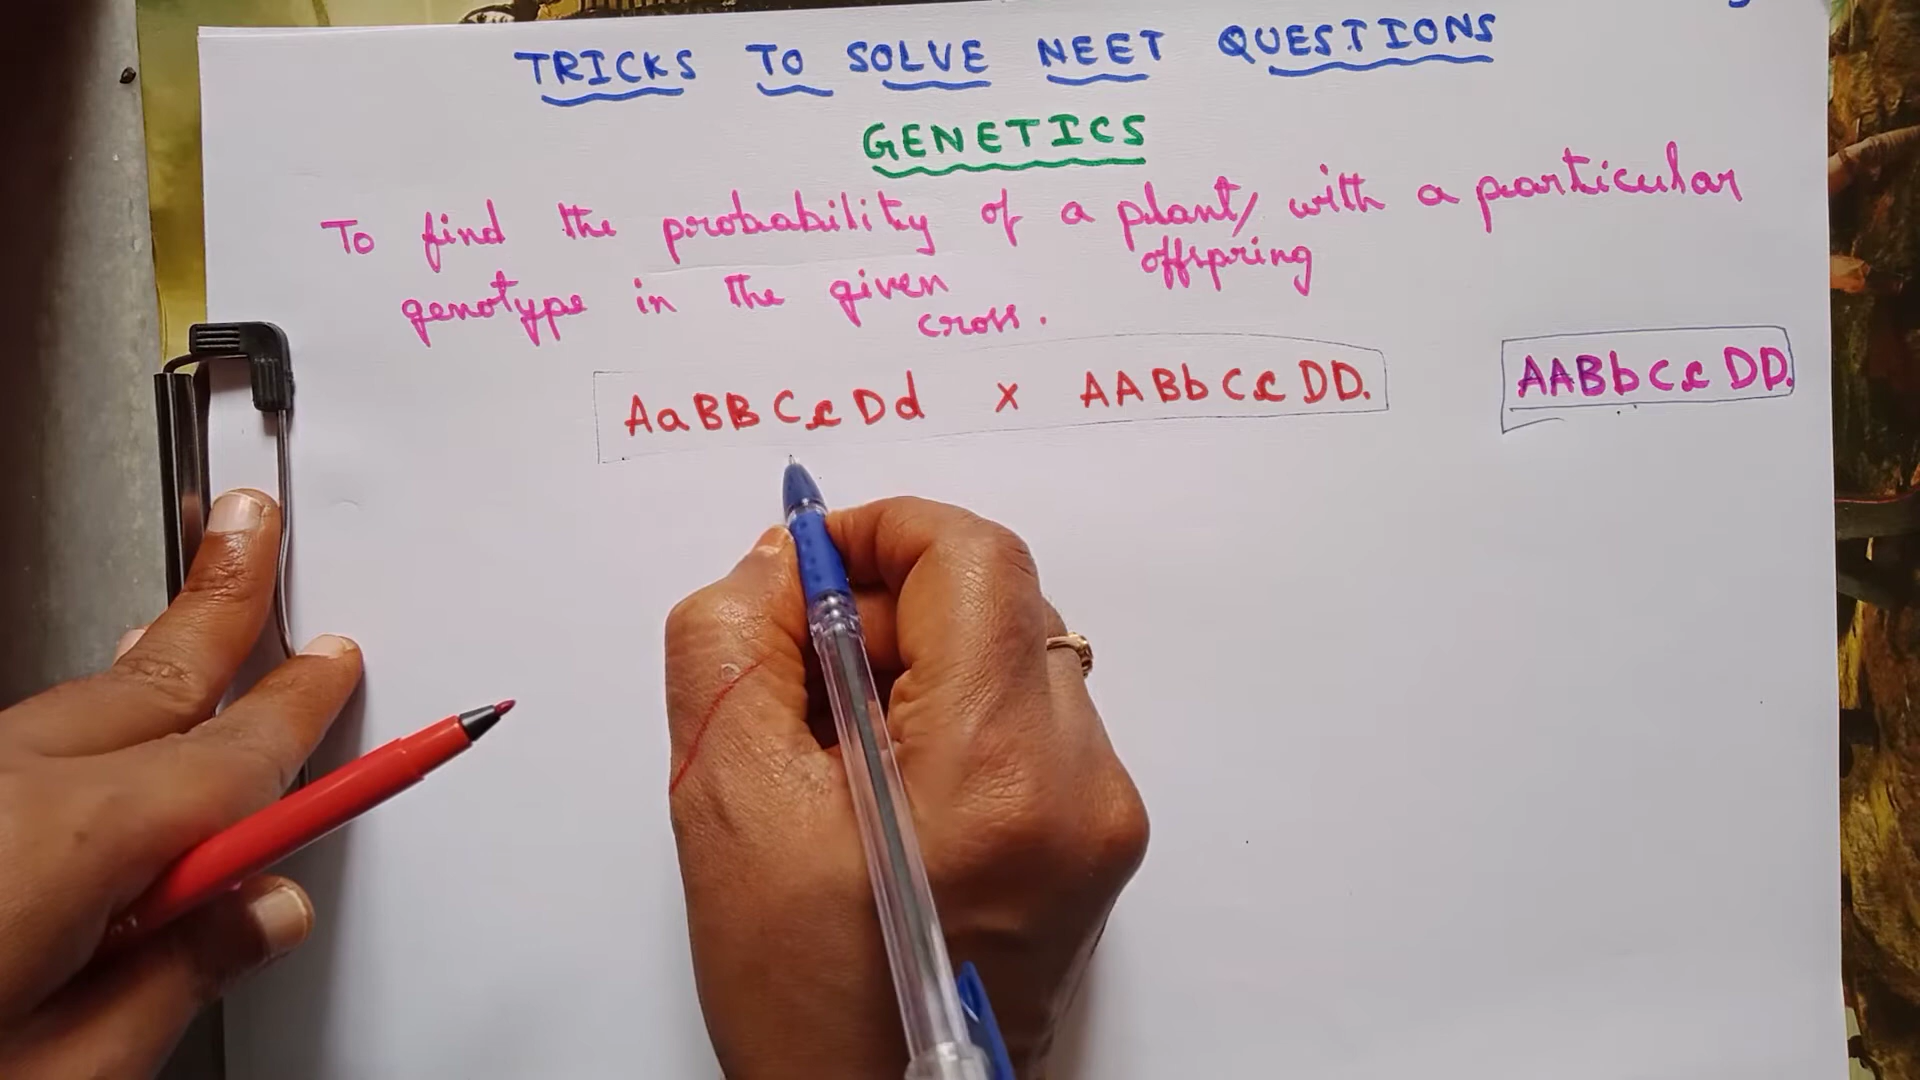 TRICKS TO SOLVE NEET QUESTIONS
GENETICS
To find the probability of a plant/ with a particular
offspring
genotype in the given
cross.
AaBBCcDd x AABbCcDD.
AABbCcDD.